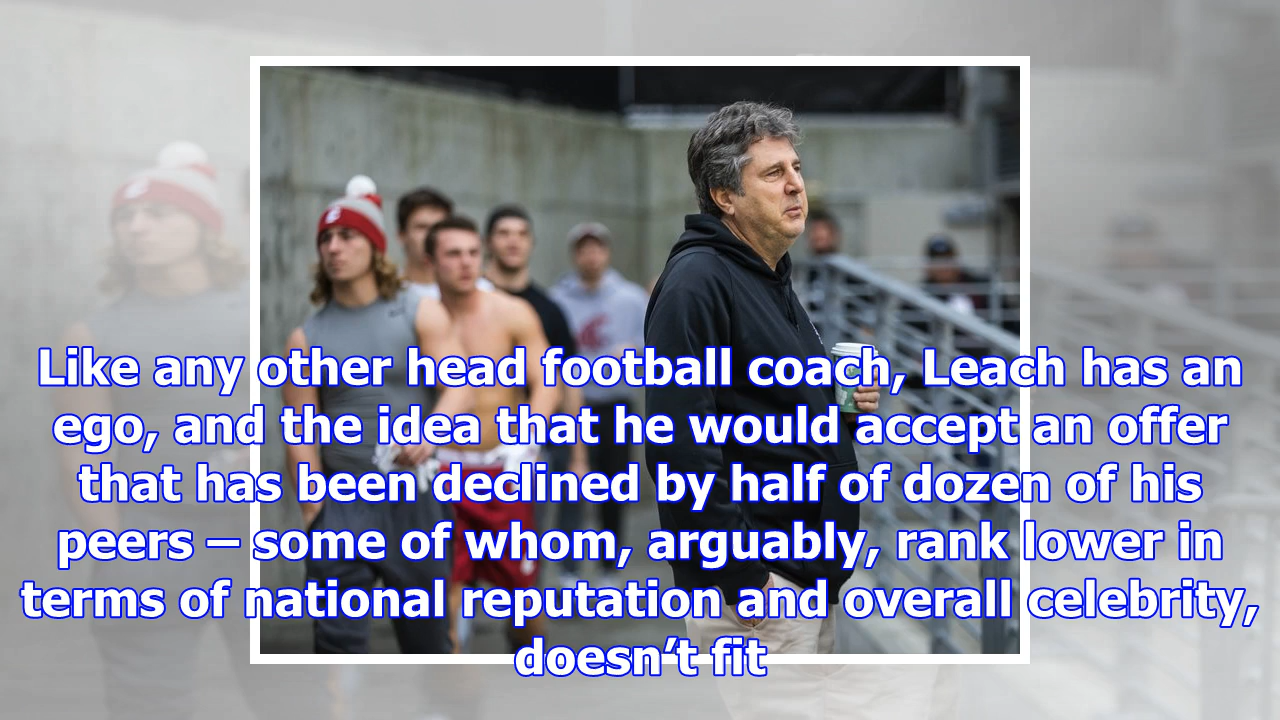 Like any other head football coach, Leach has an
ego, and the idea that he would accept an offer
that has been declined by half of dozen of his
peers – some of whom, arguably, rank lower in
terms of national reputation and overall celebrity,
doesn’t fit